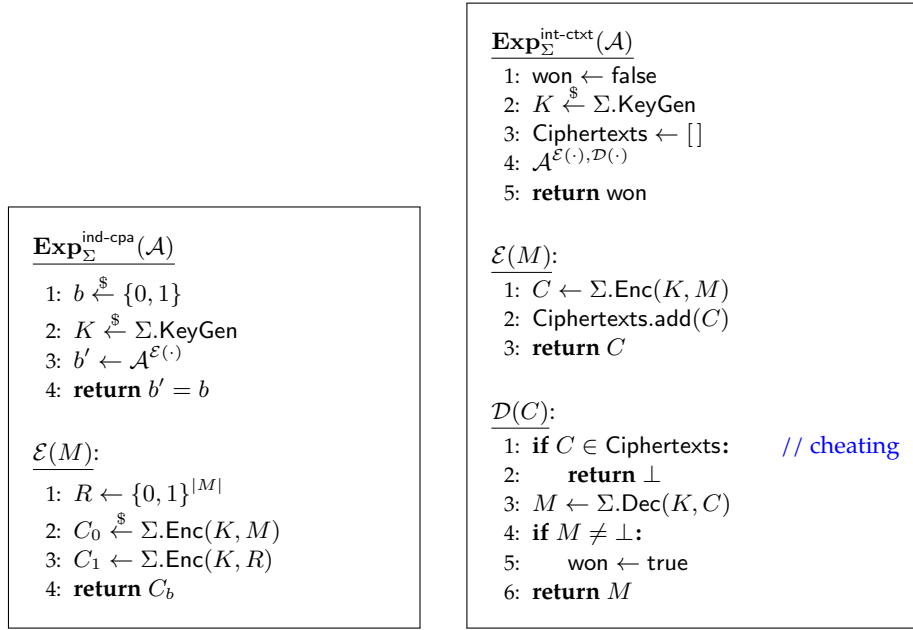 Exp_Σ^ind-cpa(𝒜)
1: b ←$ {0, 1}
2: K ←$ Σ.KeyGen
3: b′ ← 𝒜^ℰ(·)
4: return b′ = b
ℰ(M):
1: R ← {0, 1}^|M|
2: C₀ ←$ Σ.Enc(K, M)
3: C₁ ← Σ.Enc(K, R)
4: return C_b
Exp_Σ^int-ctxt(𝒜)
1: won ← false
2: K ←$ Σ.KeyGen
3: Ciphertexts ← [ ]
4: 𝒜^ℰ(·),𝒟(·)
5: return won
ℰ(M):
1: C ← Σ.Enc(K, M)
2: Ciphertexts.add(C)
3: return C
𝒟(C):
1: if C ∈ Ciphertexts: // cheating
2: return ⊥
3: M ← Σ.Dec(K, C)
4: if M ≠ ⊥:
5: won ← true
6: return M